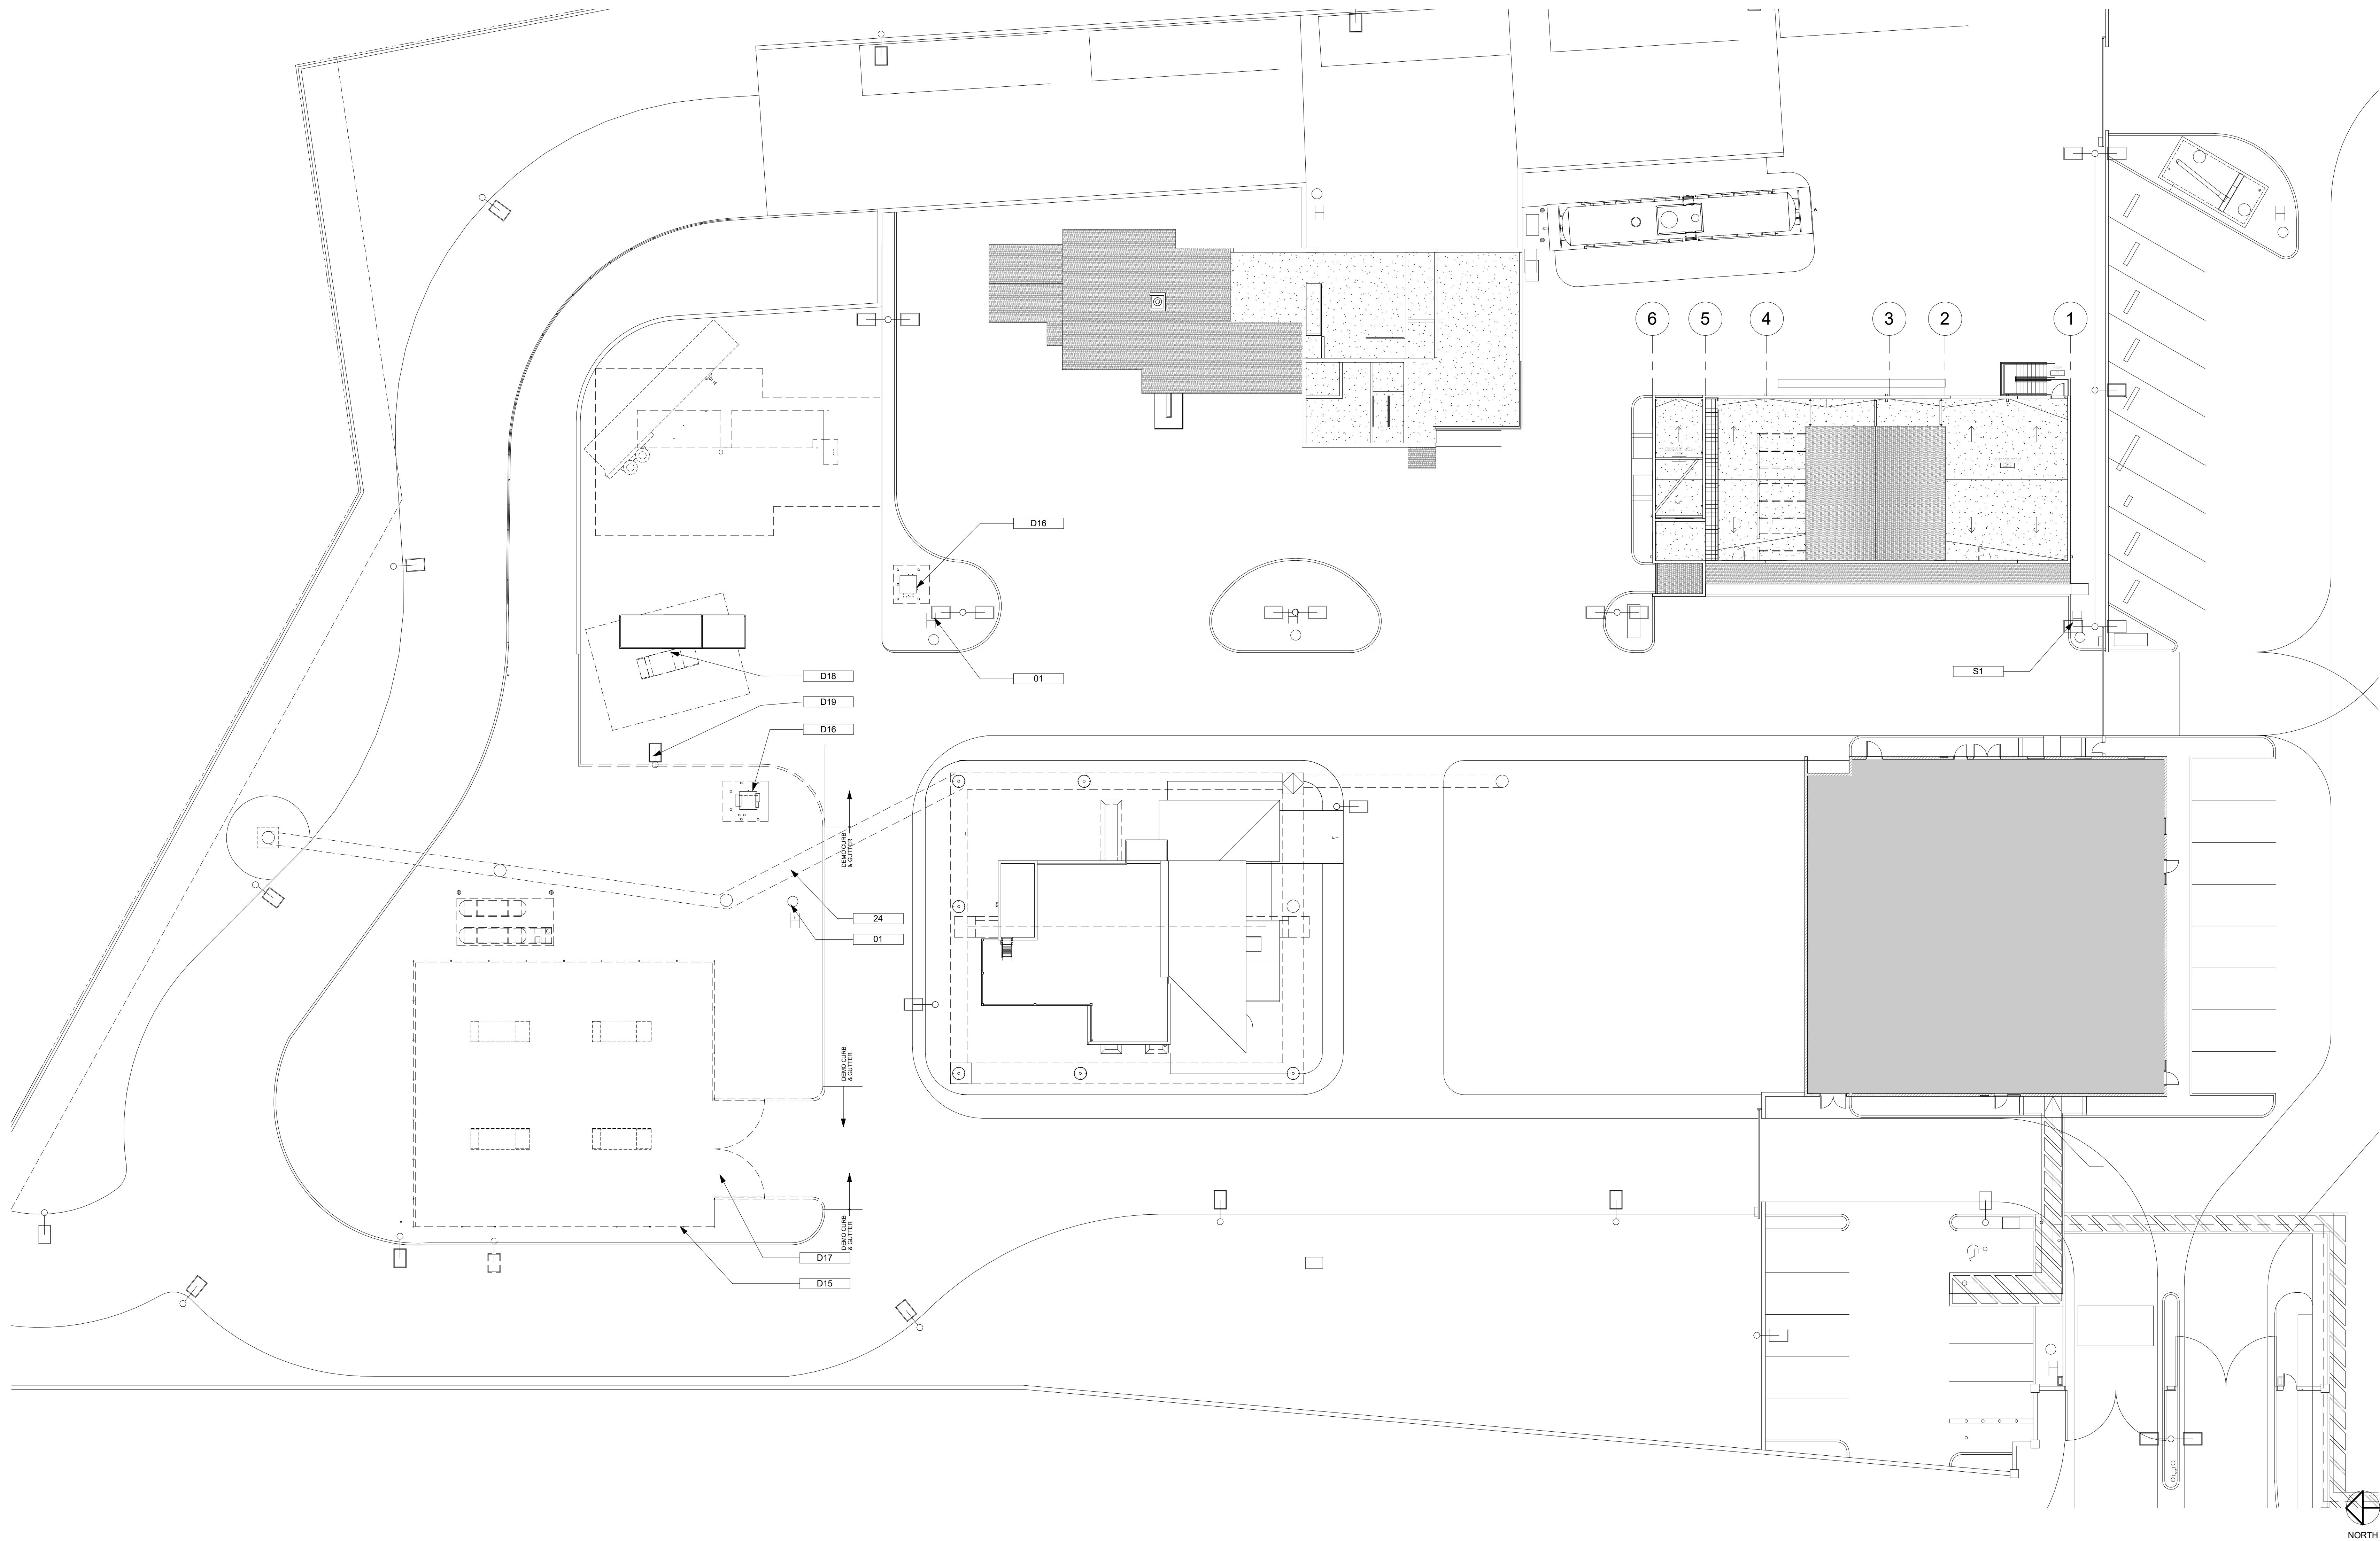 6
5
4
3
2
1
D16
D18
01
S1
D19
D16
DEMO CURB
& GUTTER
24
01
DEMO CURB
& GUTTER
DEMO CURB
& GUTTER
D17
D15
NORTH